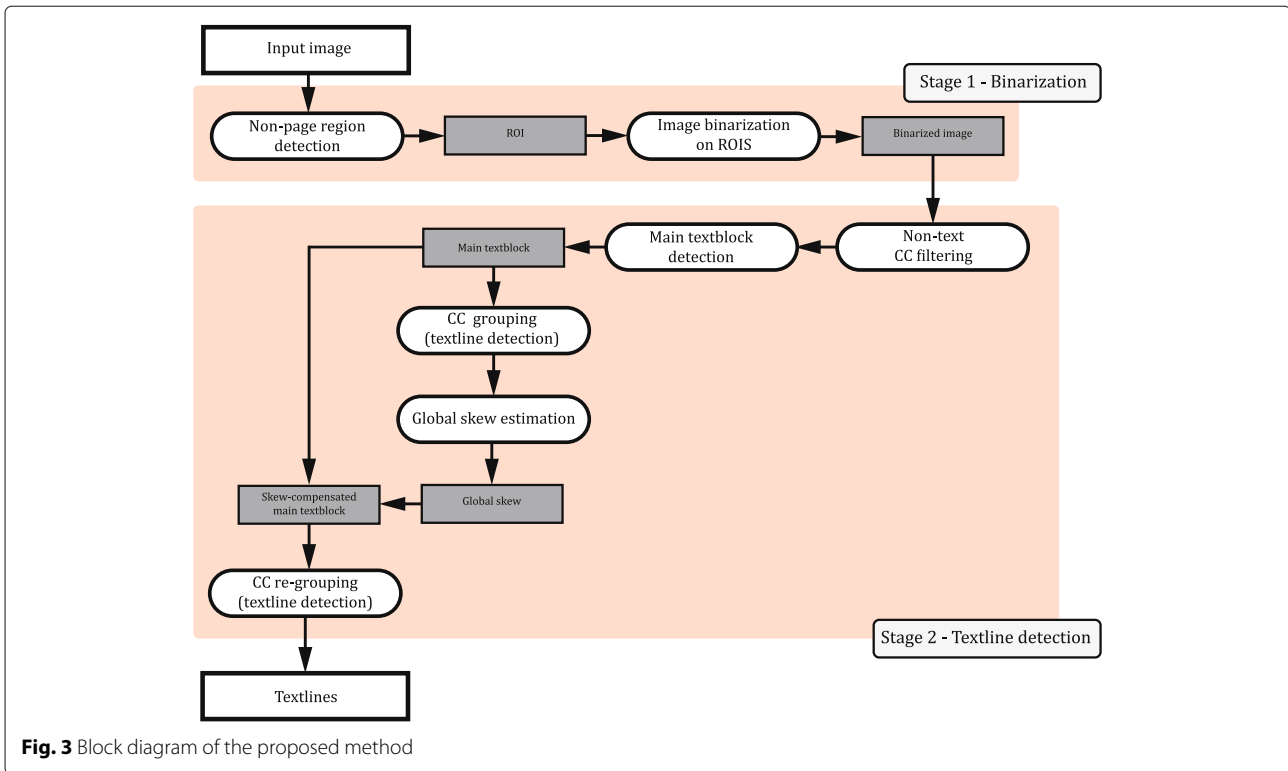 Input image
Stage 1 - Binarization
Non-page region
detection
ROI
Image binarization
on ROIS
Binarized image
Main textblock
Main textblock
detection
Non-text
CC filtering
CC grouping
(textline detection)
Global skew estimation
Skew-compensated
main textblock
Global skew
CC re-grouping
(textline detection)
Stage 2 - Textline detection
Textlines
Fig. 3 Block diagram of the proposed method